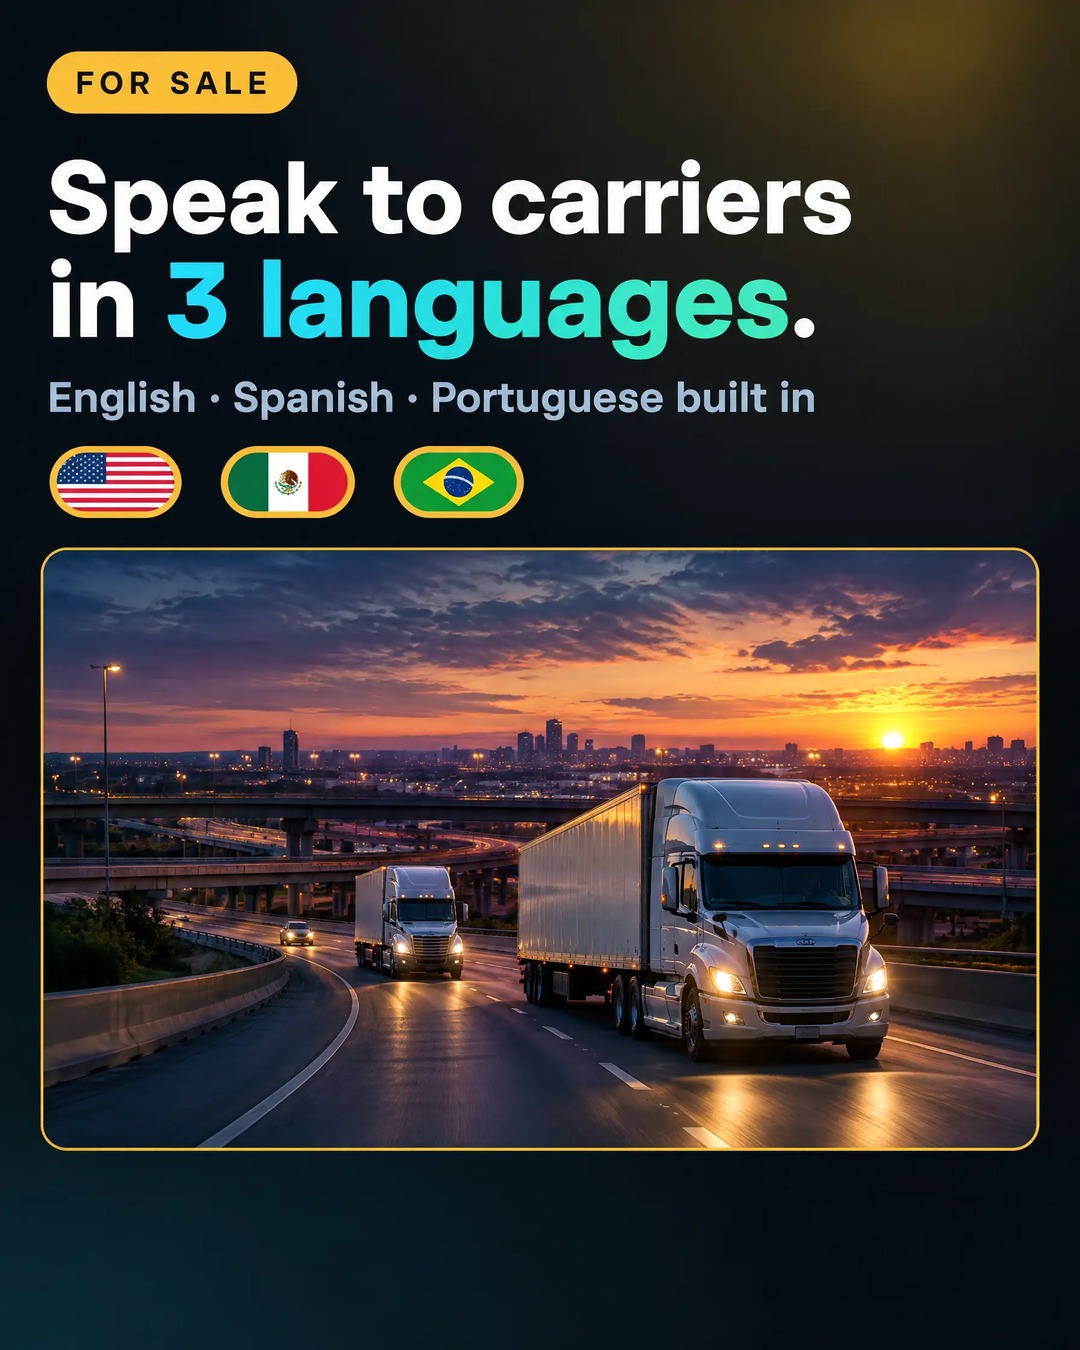 FOR SALE
Speak to carriers
in 3 languages.
English · Spanish · Portuguese built in